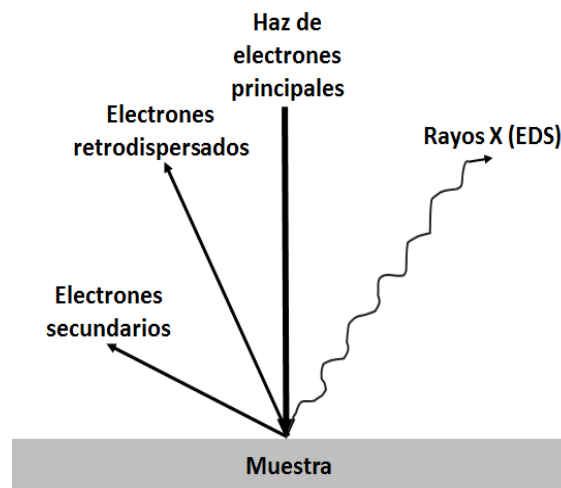 Haz de
electrones
principales
Electrones
retrodispersados
Rayos X (EDS)
Electrones
secundarios
Muestra